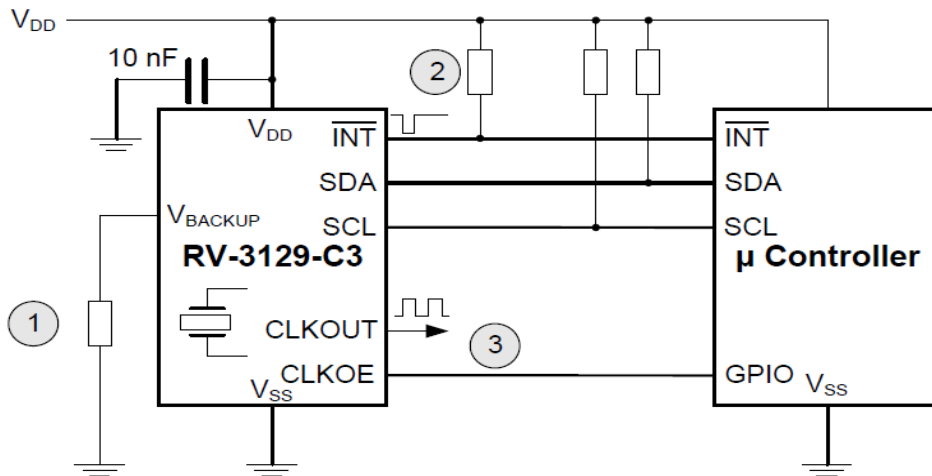 VDD
10 nF
2
VDD
INT
INT
SDA
SDA
VBACKUP
SCL
SCL
RV-3129-C3
µ Controller
1
CLKOUT
3
CLKOE
GPIO
VSS
VSS